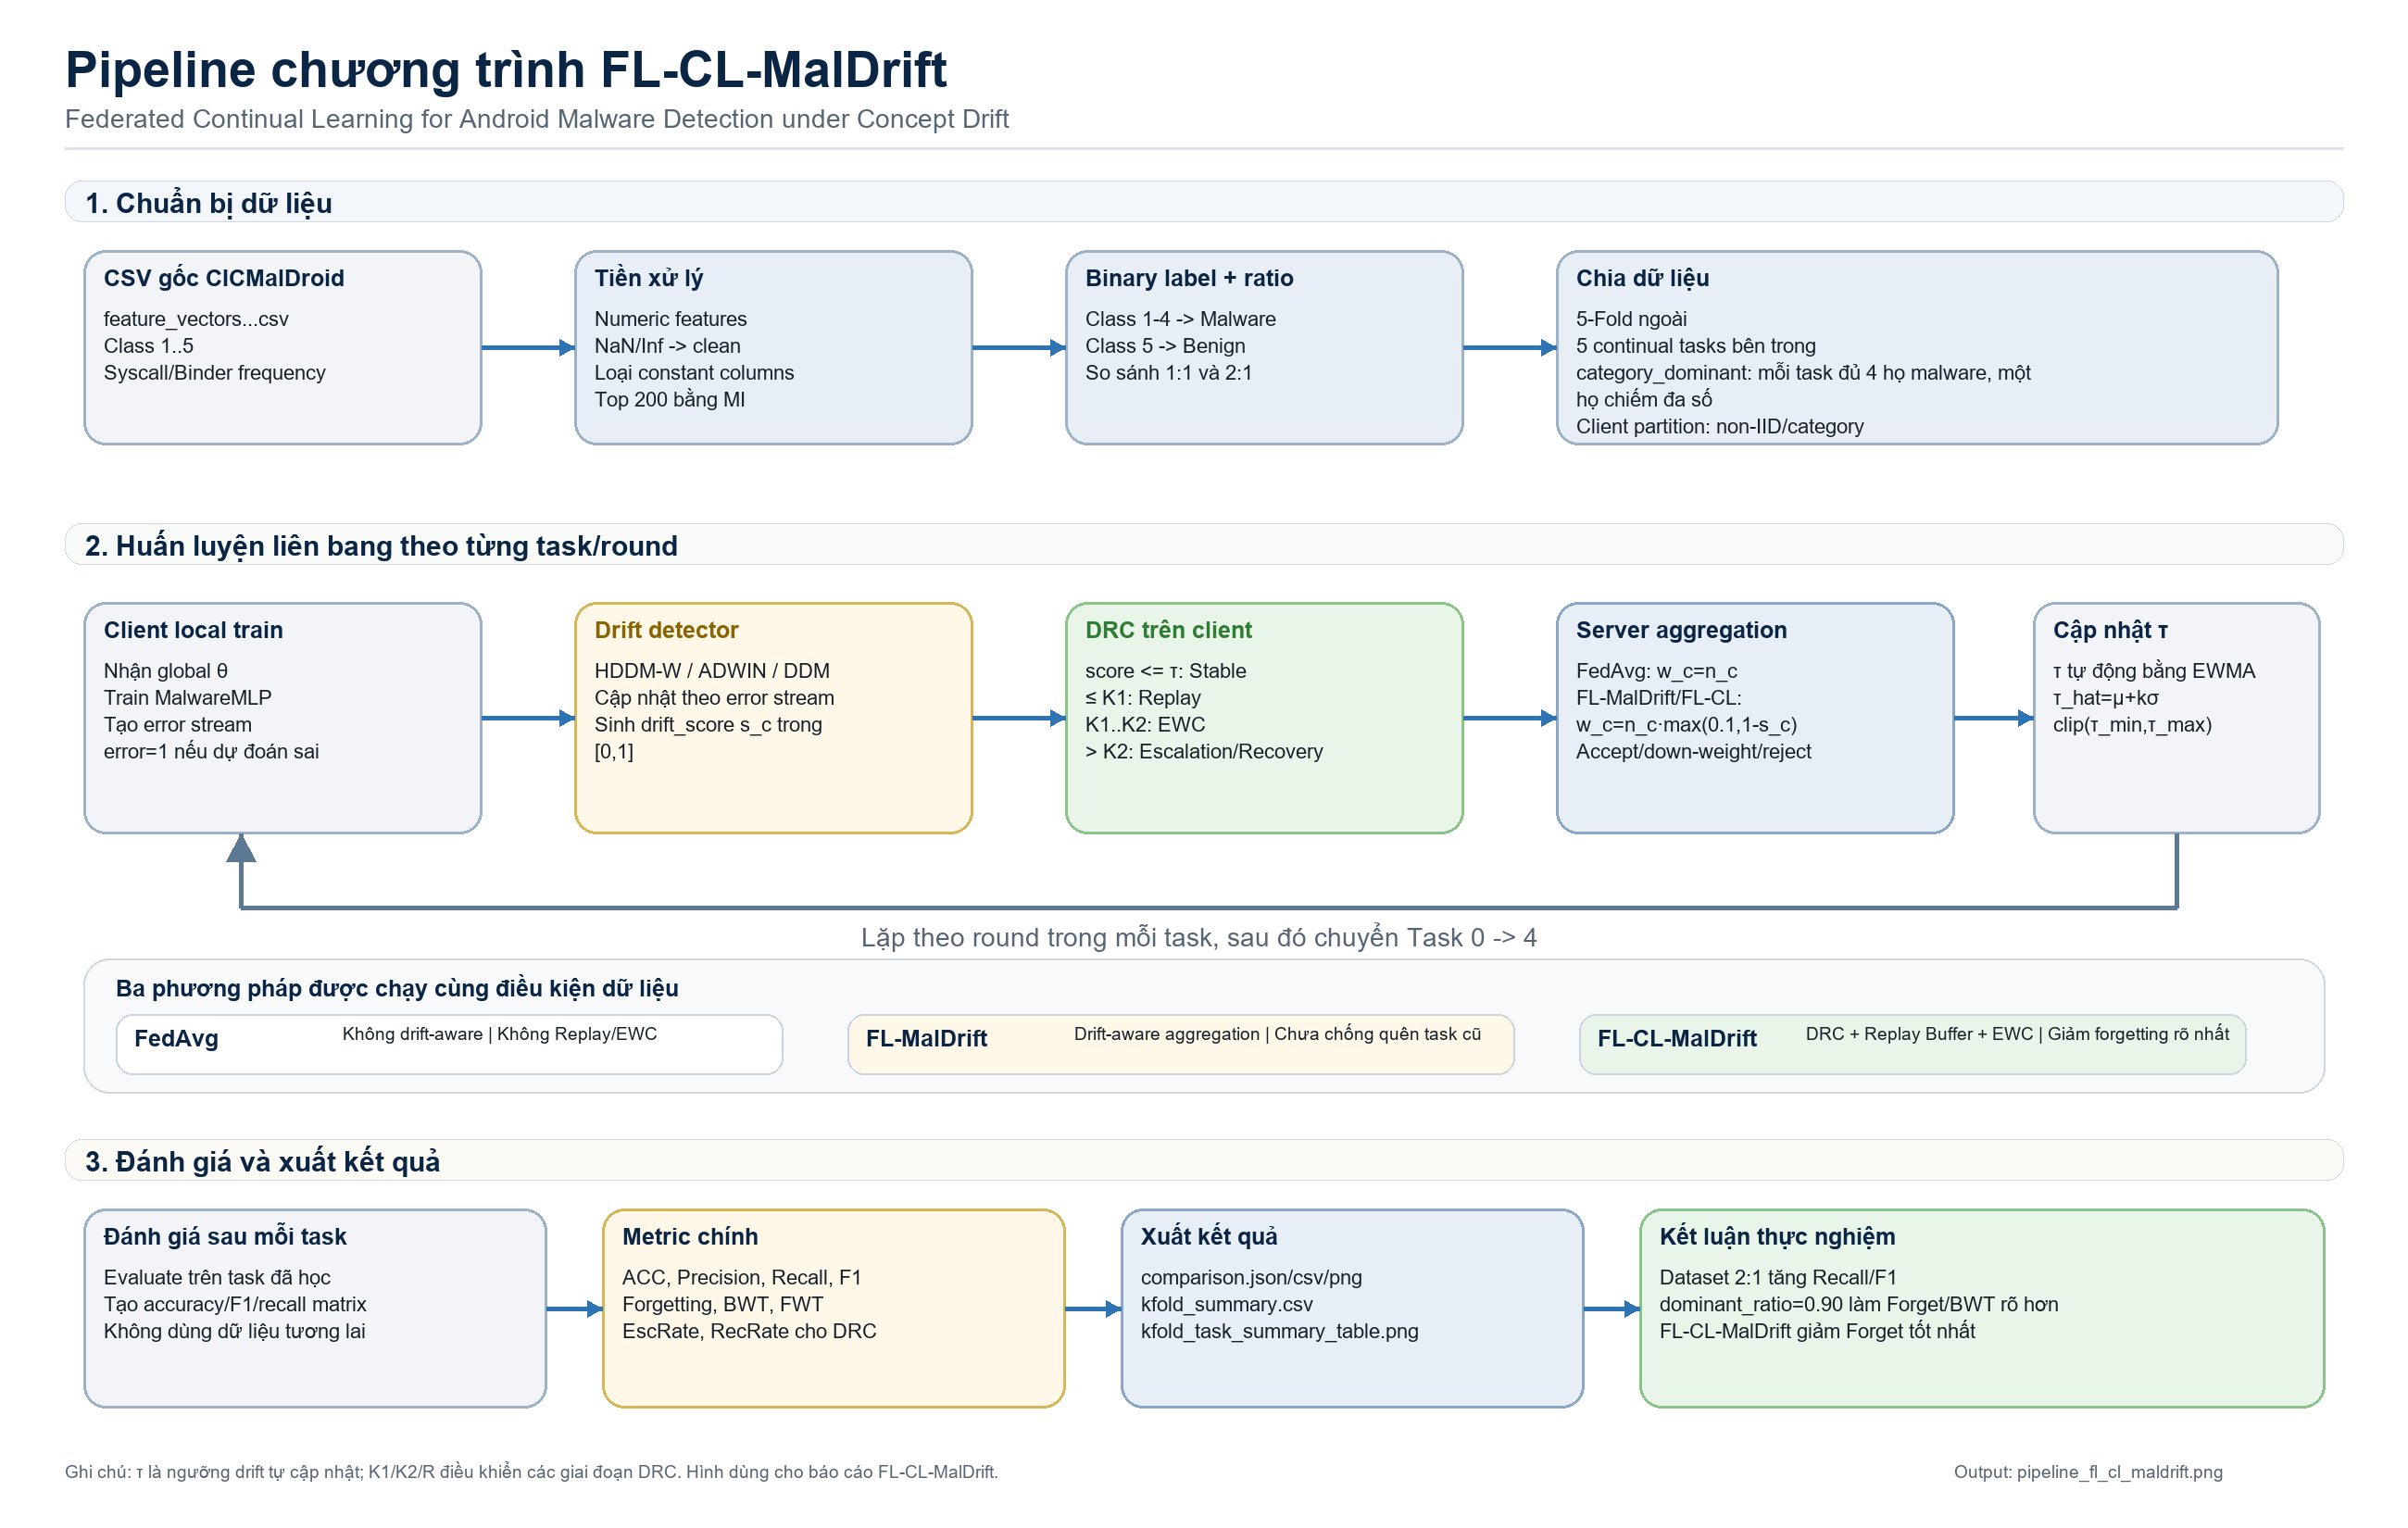 Pipeline chương trình FL-CL-MalDrift
Federated Continual Learning for Android Malware Detection under Concept Drift
1. Chuẩn bị dữ liệu
CSV gốc CICMalDroid
feature_vectors...csv
Class 1..5
Syscall/Binder frequency
Tiền xử lý
Numeric features
NaN/Inf -> clean
Loại constant columns
Top 200 bằng MI
Binary label + ratio
Class 1-4 -> Malware
Class 5 -> Benign
So sánh 1:1 và 2:1
Chia dữ liệu
5-Fold ngoài
5 continual tasks bên trong
category_dominant: mỗi task đủ 4 họ malware, một
họ chiếm đa số
Client partition: non-IID/category
2. Huấn luyện liên bang theo từng task/round
Client local train
Nhận global θ
Train MalwareMLP
Tạo error stream
error=1 nếu dự đoán sai
Drift detector
HDDM-W / ADWIN / DDM
Cập nhật theo error stream
Sinh drift_score s_c trong
[0,1]
DRC trên client
score <= τ: Stable
≤ K1: Replay
K1..K2: EWC
> K2: Escalation/Recovery
Server aggregation
FedAvg: w_c=n_c
FL-MalDrift/FL-CL:
w_c=n_c·max(0.1,1-s_c)
Accept/down-weight/reject
Cập nhật τ
τ tự động bằng EWMA
τ_hat=μ+kσ
clip(τ_min,τ_max)
Lặp theo round trong mỗi task, sau đó chuyển Task 0 -> 4
Ba phương pháp được chạy cùng điều kiện dữ liệu
FedAvg Không drift-aware | Không Replay/EWC
FL-MalDrift Drift-aware aggregation | Chưa chống quên task cũ
FL-CL-MalDrift DRC + Replay Buffer + EWC | Giảm forgetting rõ nhất
3. Đánh giá và xuất kết quả
Đánh giá sau mỗi task
Evaluate trên task đã học
Tạo accuracy/F1/recall matrix
Không dùng dữ liệu tương lai
Metric chính
ACC, Precision, Recall, F1
Forgetting, BWT, FWT
EscRate, RecRate cho DRC
Xuất kết quả
comparison.json/csv/png
kfold_summary.csv
kfold_task_summary_table.png
Kết luận thực nghiệm
Dataset 2:1 tăng Recall/F1
dominant_ratio=0.90 làm Forget/BWT rõ hơn
FL-CL-MalDrift giảm Forget tốt nhất
Ghi chú: τ là ngưỡng drift tự cập nhật; K1/K2/R điều khiển các giai đoạn DRC. Hình dùng cho báo cáo FL-CL-MalDrift.
Output: pipeline_fl_cl_maldrift.png